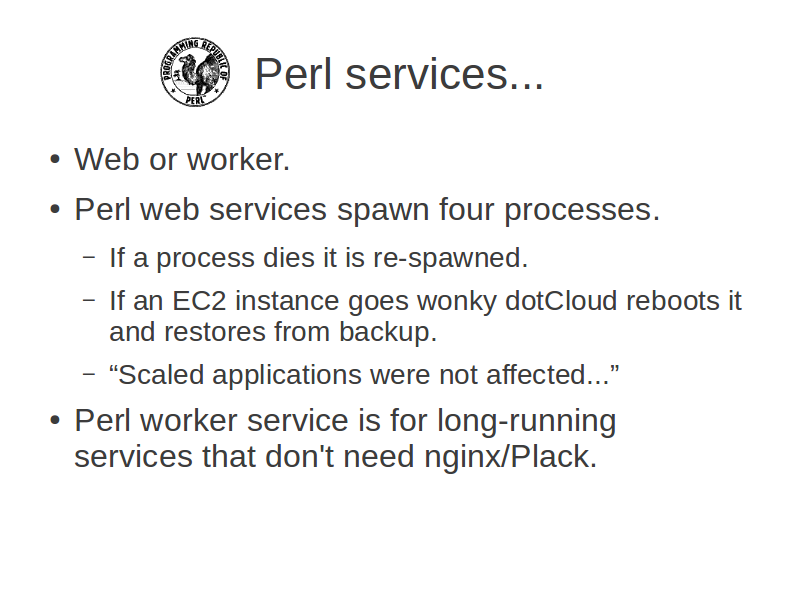 PROGRAMMING REPUBLIC OF PERL
Perl services...
• Web or worker.
• Perl web services spawn four processes.
– If a process dies it is re-spawned.
– If an EC2 instance goes wonky dotCloud reboots it
and restores from backup.
– “Scaled applications were not affected...”
• Perl worker service is for long-running
services that don't need nginx/Plack.